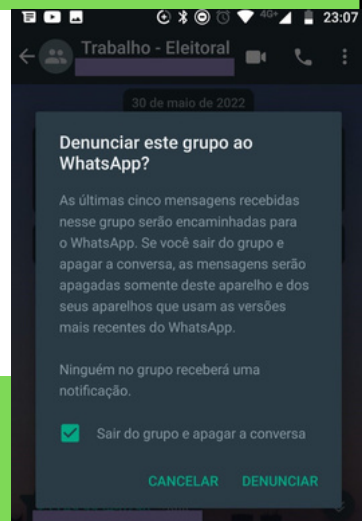 4G+ 23:07
Trabalho - Eleitoral
30 de maio de 2022
Denunciar este grupo ao
WhatsApp?
As últimas cinco mensagens recebidas
nesse grupo serão encaminhadas para
o WhatsApp. Se você sair do grupo e
apagar a conversa, as mensagens serão
apagadas somente deste aparelho e dos
seus aparelhos que usam as versões
mais recentes do WhatsApp.
Ninguém no grupo receberá uma
notificação.
Sair do grupo e apagar a conversa
CANCELAR DENUNCIAR